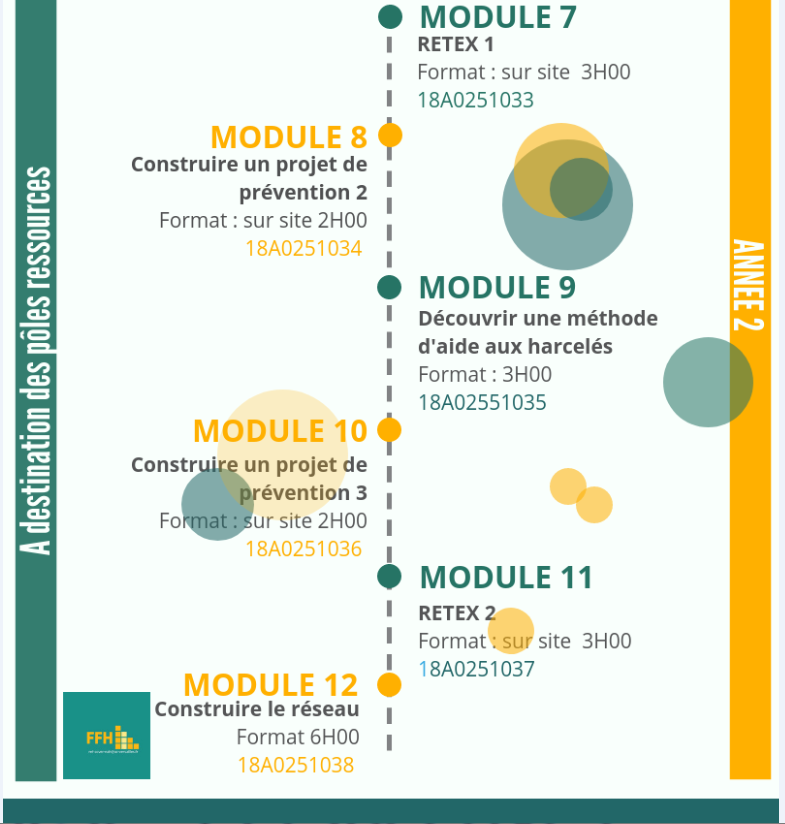 MODULE 7
RETEX 1
Format : sur site 3H00
18A0251033
MODULE 8
Construire un projet de
prévention 2
Format : sur site 2H00
18A0251034
MODULE 9
Découvrir une méthode
d'aide aux harcelés
Format : 3H00
18A02551035
MODULE 10
Construire un projet de
prévention 3
Format : sur site 2H00
18A0251036
MODULE 11
RETEX 2
Format : sur site 3H00
18A0251037
MODULE 12
Construire le réseau
Format 6H00
18A0251038
A destination des pôles ressources
ANNEE 2
FFH